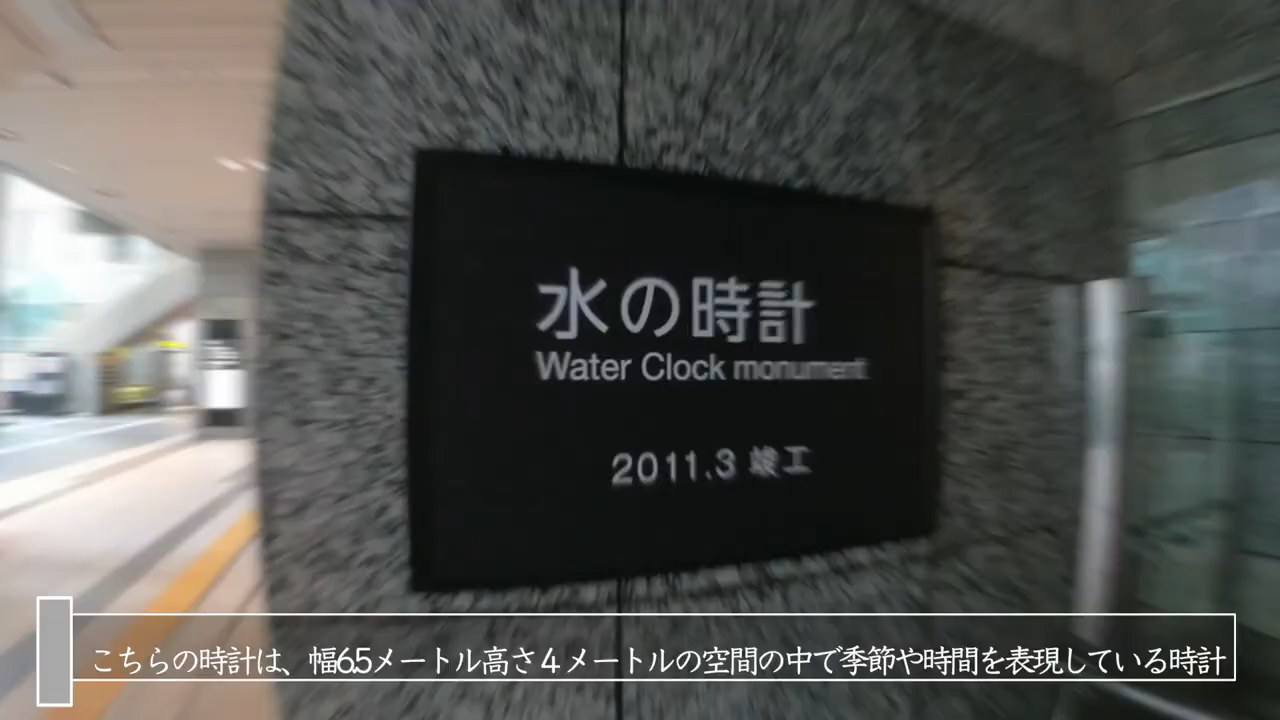 水の時計
Water Clock monument
2011.3 竣工
こちらの時計は、幅6.5メートル高さ４メートルの空間の中で季節や時間を表現している時計